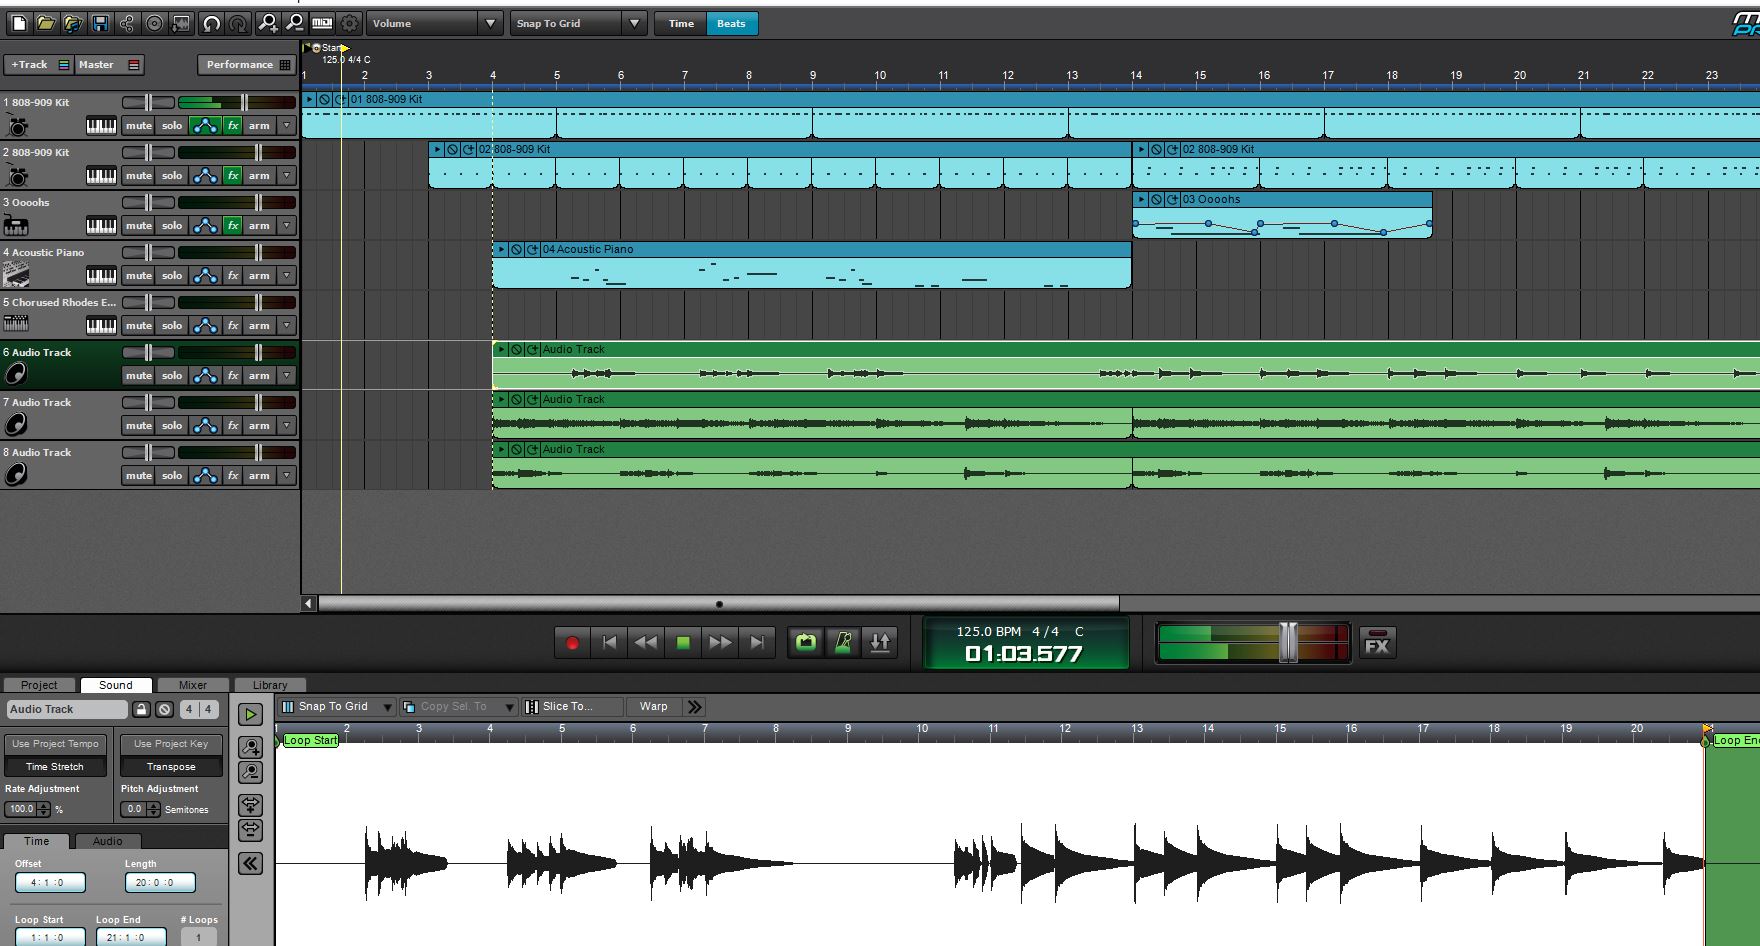 Volume Snap To Grid Time Beats
Start
125.0 4/4 C
+Track Master Performance
1 2 3 4 5 6 7 8 9 10 11 12 13 14 15 16 17 18 19 20 21 22 23
1 808-909 Kit
01 808-909 Kit
mute solo fx arm
2 808-909 Kit
02 808-909 Kit 02 808-909 Kit
mute solo fx arm
3 Oooohs
03 Oooohs
mute solo fx arm
4 Acoustic Piano
04 Acoustic Piano
mute solo fx arm
5 Chorused Rhodes E...
mute solo fx arm
6 Audio Track
Audio Track
mute solo fx arm
7 Audio Track
Audio Track
mute solo fx arm
8 Audio Track
Audio Track
mute solo fx arm
125.0 BPM 4/4 C
01:03.577
FX
Project Sound Mixer Library
Audio Track 4 4
Snap To Grid Copy Sel. To Slice To... Warp
1 2 3 4 5 6 7 8 9 10 11 12 13 14 15 16 17 18 19 20
Loop Start Loop End
Use Project Tempo Use Project Key
Time Stretch Transpose
Rate Adjustment Pitch Adjustment
100.0 % 0.0 Semitones
Time Audio
Offset Length
4:1:0 20:0:0
Loop Start Loop End # Loops
1:1:0 21:1:0 1